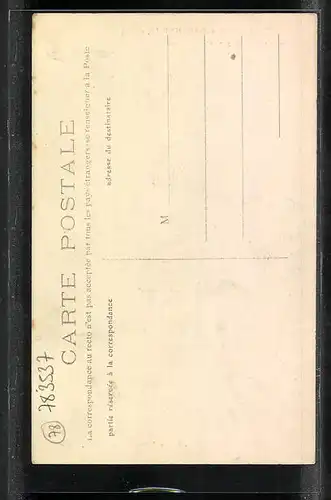 CARTE POSTALE
La correspondance au recto n'est pas acceptée par tous les pays étrangers (se renseigner à la Poste
partie réservée à la correspondance
adresse du destinataire
M
78
783537